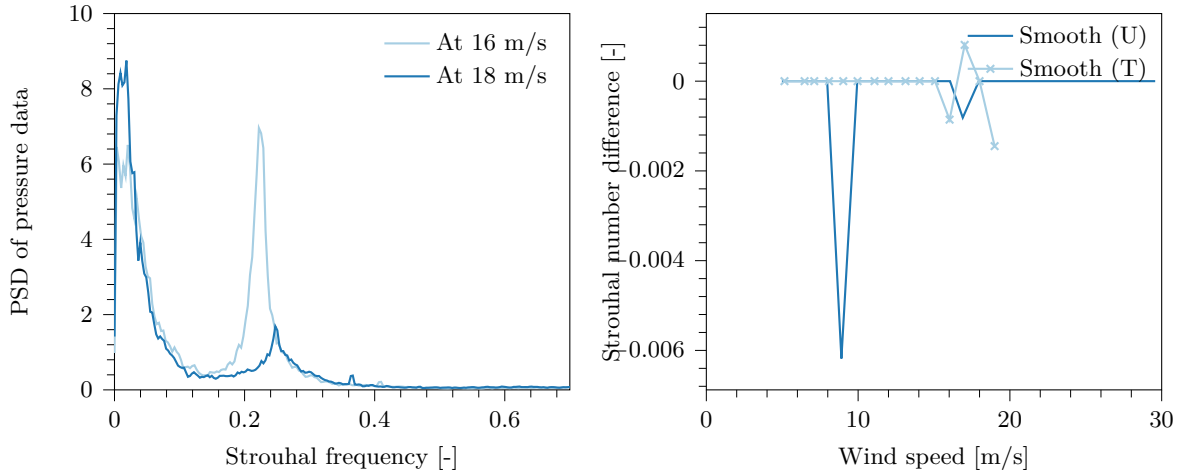 10
8
6
4
2
0
0
0.2
0.4
0.6
PSD of pressure data
Strouhal frequency [-]
At 16 m/s
At 18 m/s
0
−0.002
−0.004
−0.006
0
10
20
30
Strouhal number difference [-]
Wind speed [m/s]
Smooth (U)
Smooth (T)